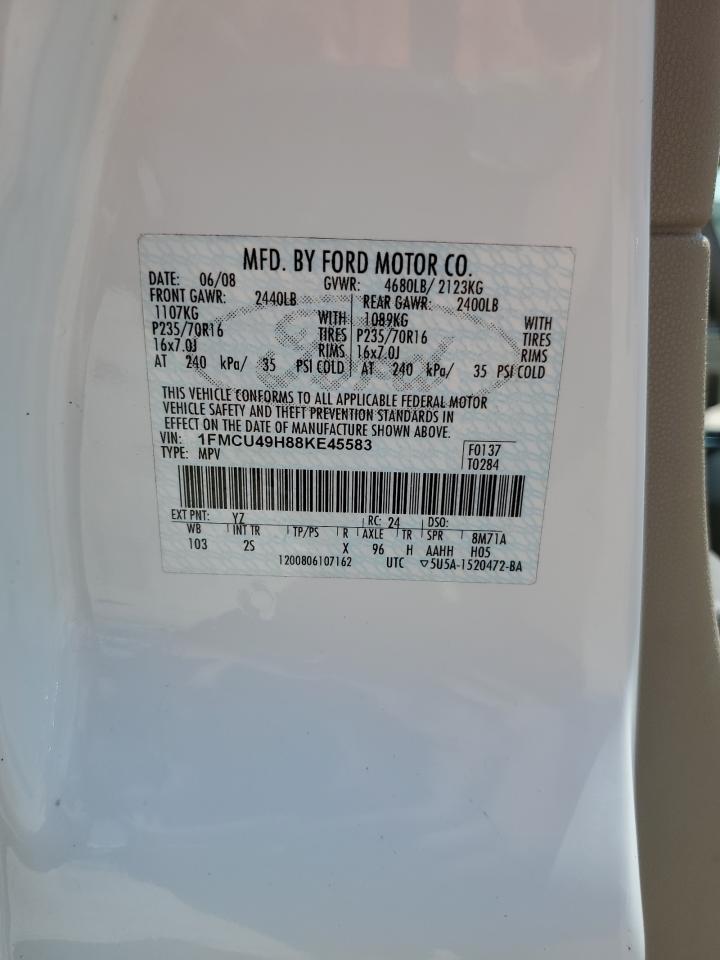 MFD. BY FORD MOTOR CO.
DATE: 06/08 GVWR: 4680LB/ 2123KG
FRONT GAWR: 2440LB REAR GAWR: 2400LB
1107KG WITH 1089KG WITH
P235/70R16 TIRES P235/70R16 TIRES
16x7.0J RIMS 16x7.0J RIMS
AT 240 kPa/ 35 PSI COLD AT 240 kPa/ 35 PSI COLD
Ford
THIS VEHICLE CONFORMS TO ALL APPLICABLE FEDERAL MOTOR
VEHICLE SAFETY AND THEFT PREVENTION STANDARDS IN
EFFECT ON THE DATE OF MANUFACTURE SHOWN ABOVE.
VIN: 1FMCU49H88KE45583 F0137
TYPE: MPV T0284
EXT PNT: YZ RC: 24 DSO:
WB INT TR TP/PS R AXLE TR SPR 8M71A
103 2S X 96 H AAHH H05
1200806107162 UTC ▽5U5A-1520472-BA